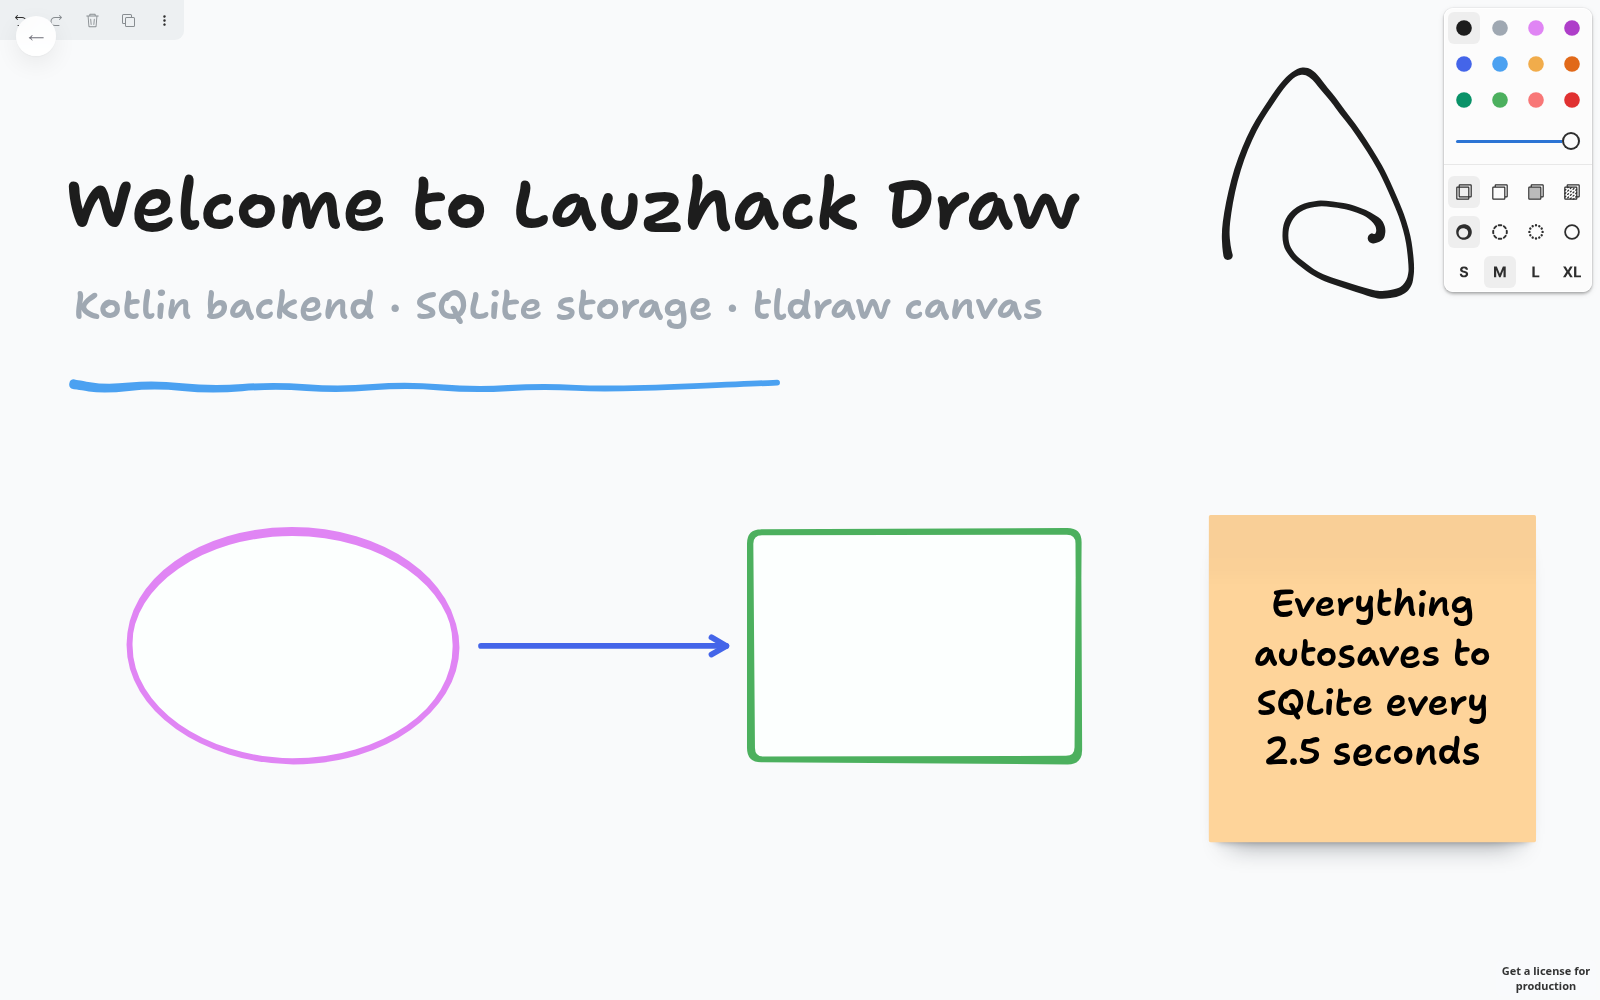 Welcome to Lauzhack Draw
Kotlin backend • SQLite storage • tldraw canvas
Everything
autosaves to
SQLite every
2.5 seconds
S M L XL
Get a license for
production